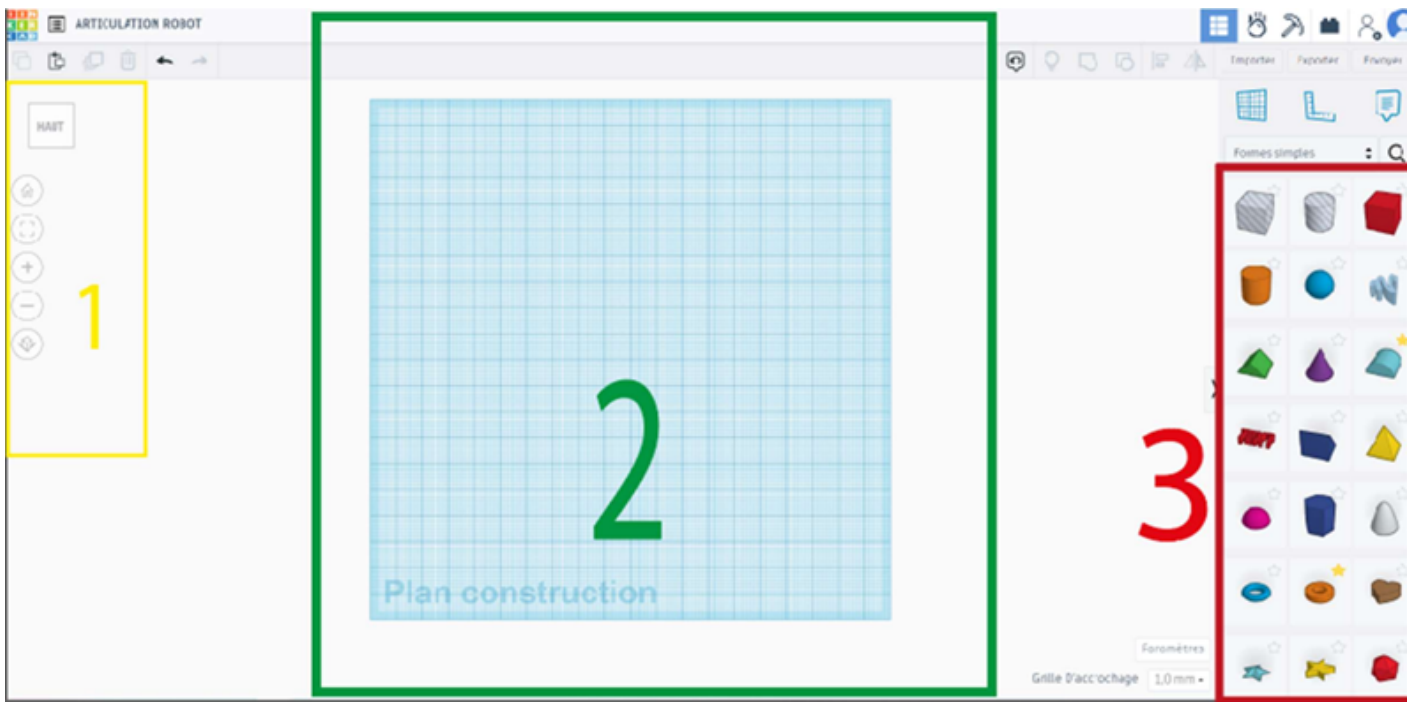 ARTICULATION ROBOT
Importer Exporter Envoyer
HAUT
Formes simples
1
2
3
Plan construction
Paramètres
Grille D'accrochage 1,0 mm